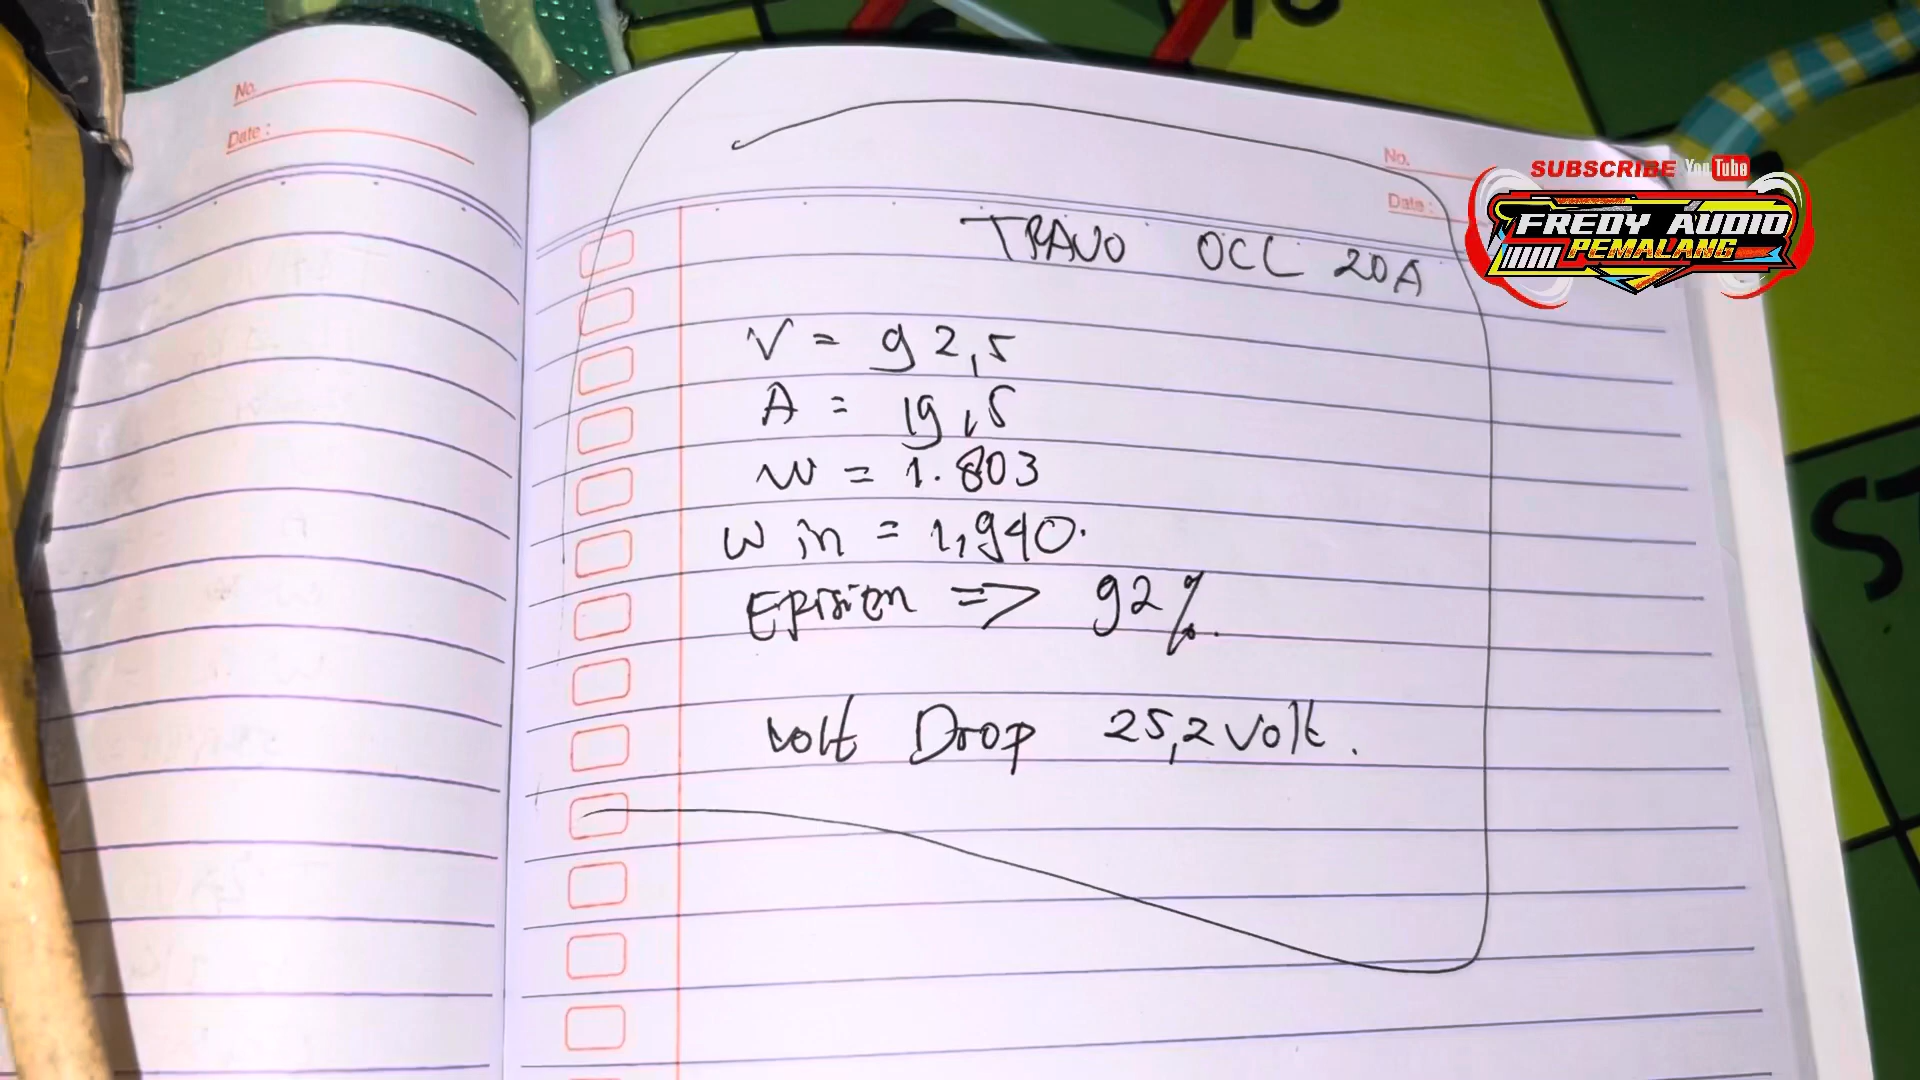 No.
Date :
No.
Date :
SUBSCRIBE YouTube
FREDY AUDIO
PEMALANG
TRAVO OCL 20A
V = 92,5
A = 19,5
W = 1.803
W in = 1,940.
Episien => 92%.
Volt Drop 25,2 Volt.